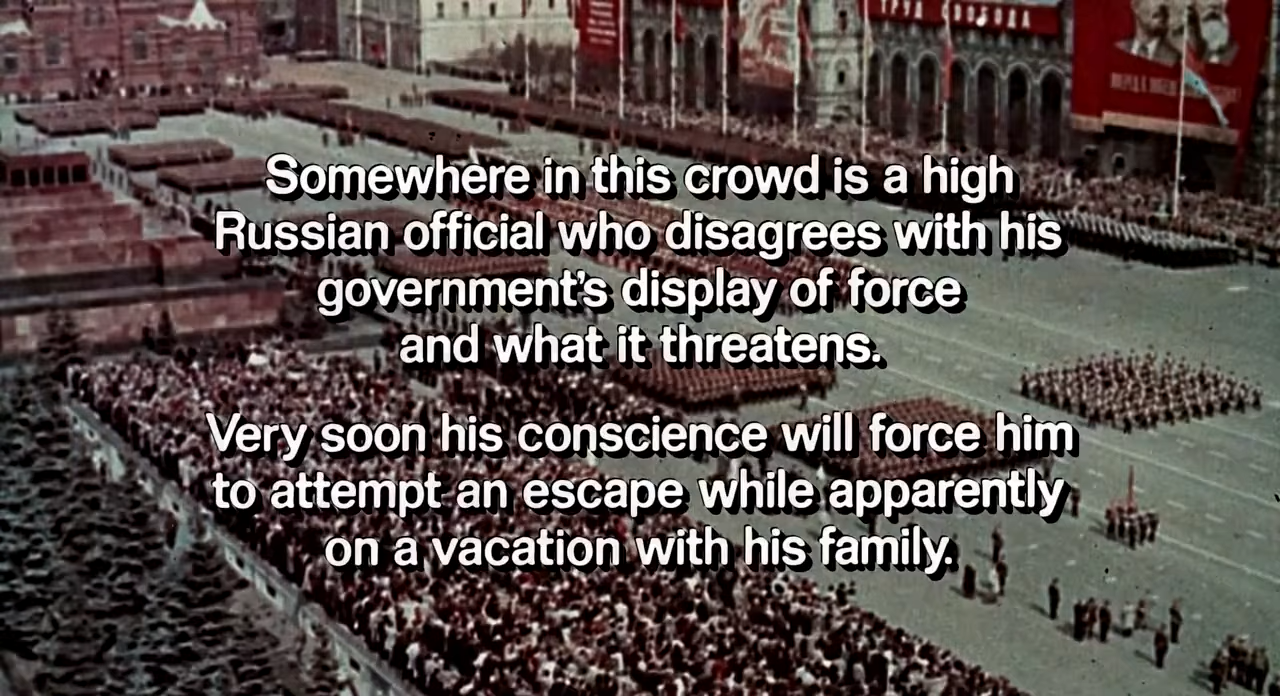 ТРУД СВОБОДА
Somewhere in this crowd is a high
Russian official who disagrees with his
government’s display of force
and what it threatens.
Very soon his conscience will force him
to attempt an escape while apparently
on a vacation with his family.